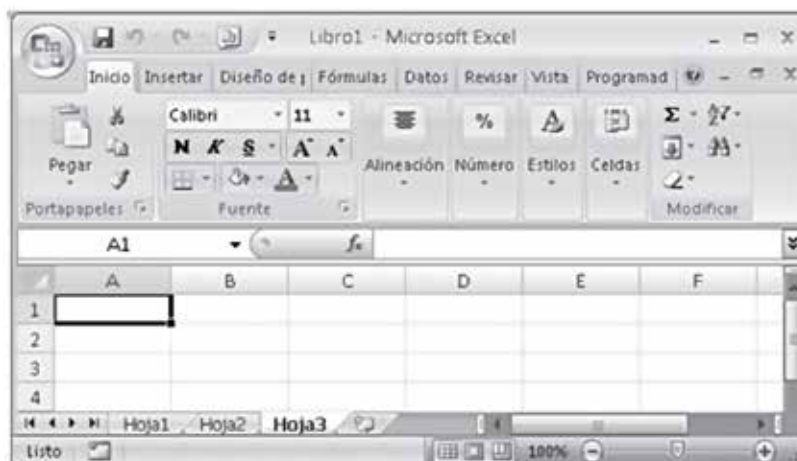 Libro1 - Microsoft Excel
Inicio Insertar Diseño de p Fórmulas Datos Revisar Vista Programad
Calibri 11 % Σ
N K S A A
Pegar Alineación Número Estilos Celdas
Portapapeles Fuente Modificar
A1 fx
A B C D E F
1
2
3
4
Hoja1 Hoja2 Hoja3
Listo 100%